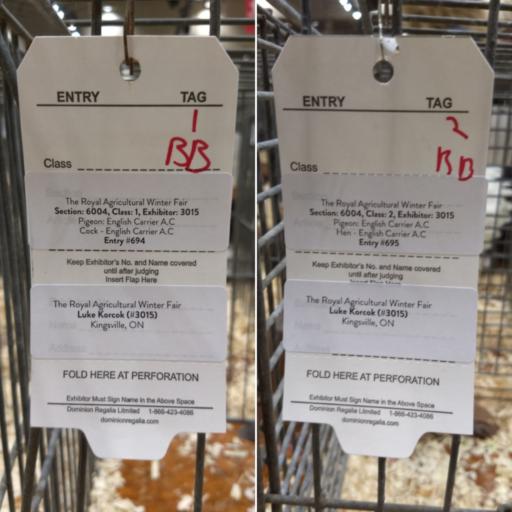 ENTRY TAG
1
BB
Class
The Royal Agricultural Winter Fair
Section: 6004, Class: 1, Exhibitor: 3015
Pigeon: English Carrier A.C
Cock - English Carrier A.C
Entry #694
Keep Exhibitor's No. and Name covered
until after judging
Insert Flap Here
The Royal Agricultural Winter Fair
Luke Korcok (#3015)
Kingsville, ON
FOLD HERE AT PERFORATION
Exhibitor Must Sign Name in the Above Space
Dominion Regalia Limited 1-866-423-4086
dominionregalia.com
ENTRY TAG
2
BB
Class
The Royal Agricultural Winter Fair
Section: 6004, Class: 2, Exhibitor: 3015
Pigeon: English Carrier A.C
Hen - English Carrier A.C
Entry #695
Keep Exhibitor's No. and Name covered
until after judging
Insert Flap Here
The Royal Agricultural Winter Fair
Luke Korcok (#3015)
Kingsville, ON
FOLD HERE AT PERFORATION
Exhibitor Must Sign Name in the Above Space
Dominion Regalia Limited 1-866-423-4086
dominionregalia.com